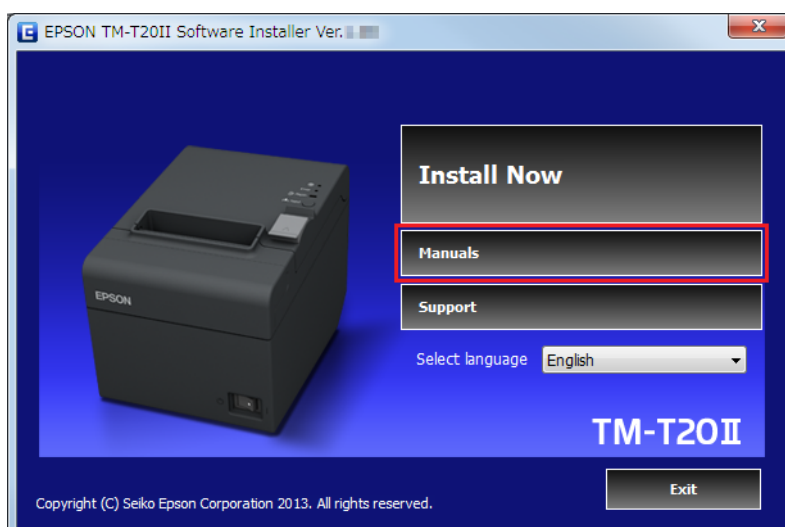 EPSON TM-T20II Software Installer Ver.
Install Now
Manuals
EPSON
Support
Select language English
TM-T20II
Exit
Copyright (C) Seiko Epson Corporation 2013. All rights reserved.